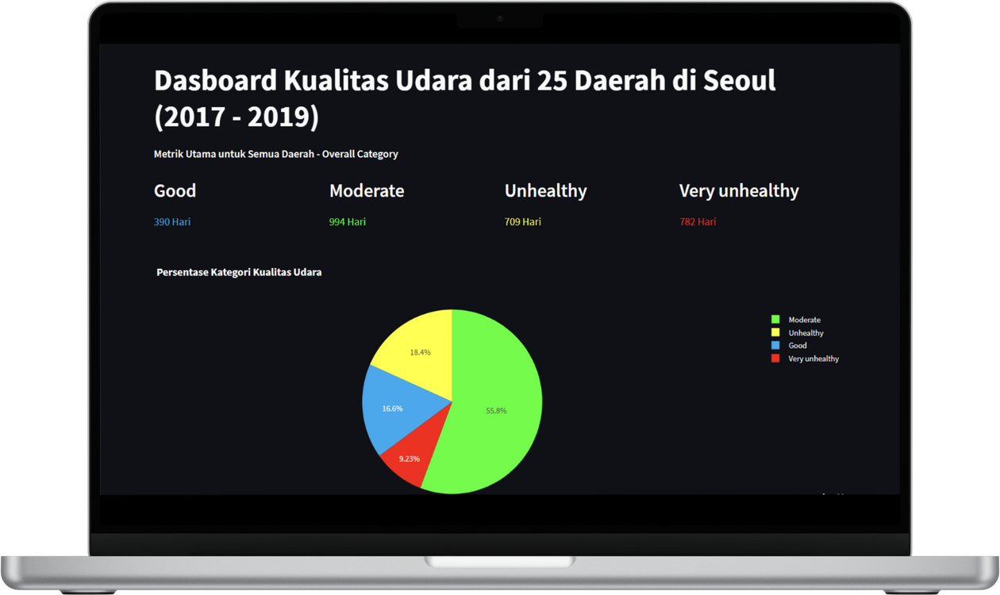 Dasboard Kualitas Udara dari 25 Daerah di Seoul
(2017 - 2019)
Metrik Utama untuk Semua Daerah - Overall Category
Good
Moderate
Unhealthy
Very unhealthy
390 Hari
994 Hari
709 Hari
782 Hari
Persentase Kategori Kualitas Udara
Moderate
Unhealthy
Good
Very unhealthy
18.4%
16.6%
55.8%
9.23%